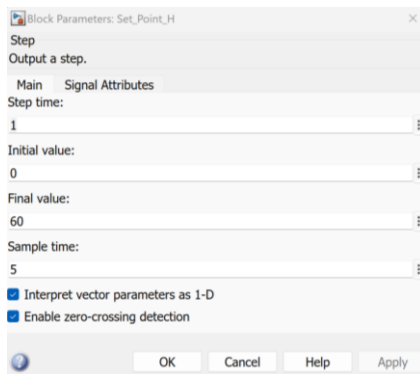 Block Parameters: Set_Point_H
Step
Output a step.
Main Signal Attributes
Step time:
1
Initial value:
0
Final value:
60
Sample time:
5
Interpret vector parameters as 1-D
Enable zero-crossing detection
OK Cancel Help Apply